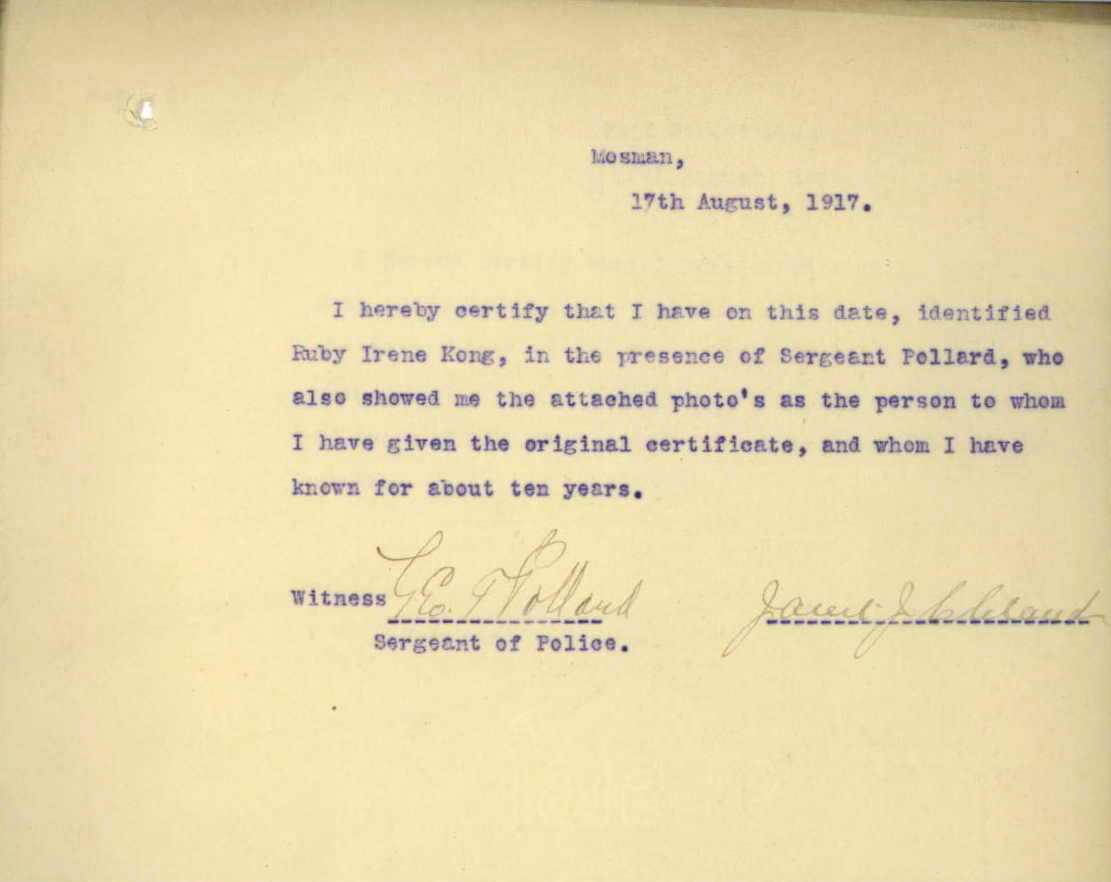 Mosman,
17th August, 1917.
I hereby certify that I have on this date, identified
Ruby Irene Kong, in the presence of Sergeant Pollard, who
also showed me the attached photo's as the person to whom
I have given the original certificate, and whom I have
known for about ten years.
Witness G.E. Pollard James J
Sergeant of Police.